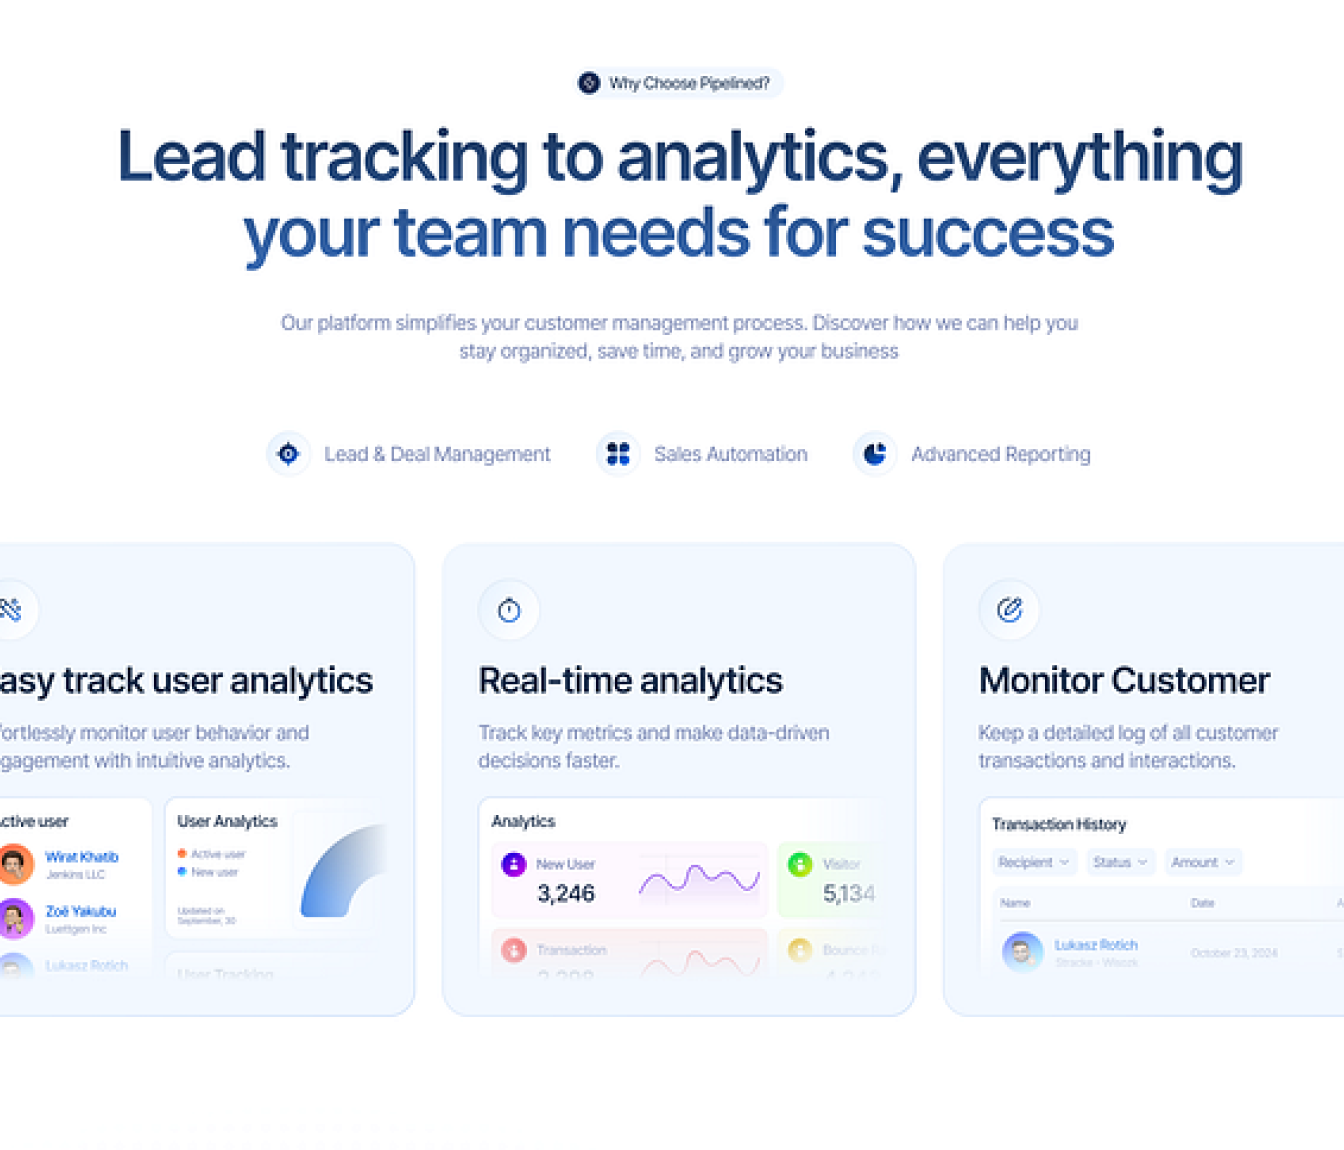 Why Choose Pipelined?
Lead tracking to analytics, everything
your team needs for success
Our platform simplifies your customer management process. Discover how we can help you
stay organized, save time, and grow your business
Lead & Deal Management
Sales Automation
Advanced Reporting
asy track user analytics
fortlessly monitor user behavior and
gagement with intuitive analytics.
ctive user
Wirat Khatib
Jenkins LLC
Zoë Yakubu
Luettgen Inc
Lukasz Rotich
User Analytics
Active user
New user
Updated on
September, 30
User Tracking
Real-time analytics
Track key metrics and make data-driven
decisions faster.
Analytics
New User
3,246
Visitor
5,134
Transaction
Bounce
Monitor Customer
Keep a detailed log of all customer
transactions and interactions.
Transaction History
Recipient
Status
Amount
Name
Date
A
Lukasz Rotich
October 23, 2024